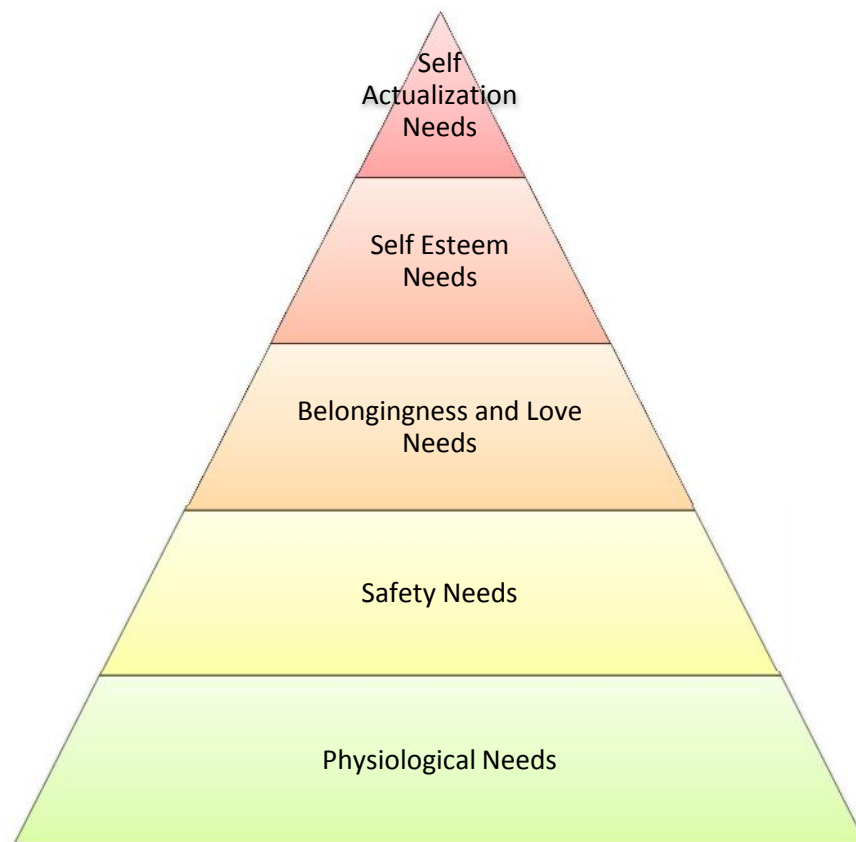 Self
Actualization
Needs
Self Esteem
Needs
Belongingness and Love
Needs
Safety Needs
Physiological Needs